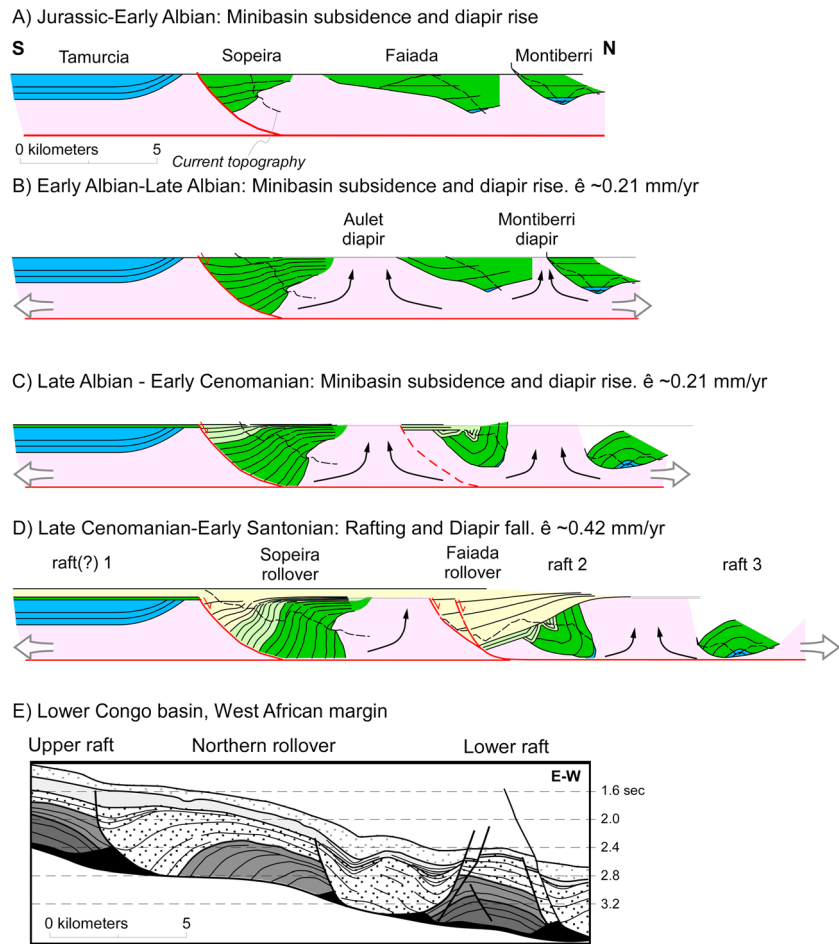 A) Jurassic-Early Albian: Minibasin subsidence and diapir rise
S
N
Tamurcia
Sopeira
Faiada
Montiberri
0 kilometers 5
Current topography
B) Early Albian-Late Albian: Minibasin subsidence and diapir rise. ê ~0.21 mm/yr
Aulet
diapir
Montiberri
diapir
C) Late Albian - Early Cenomanian: Minibasin subsidence and diapir rise. ê ~0.21 mm/yr
D) Late Cenomanian-Early Santonian: Rafting and Diapir fall. ê ~0.42 mm/yr
raft(?) 1
Sopeira
rollover
Faiada
rollover
raft 2
raft 3
E) Lower Congo basin, West African margin
Upper raft
Northern rollover
Lower raft
E-W
1.6 sec
2.0
2.4
2.8
3.2
0 kilometers 5